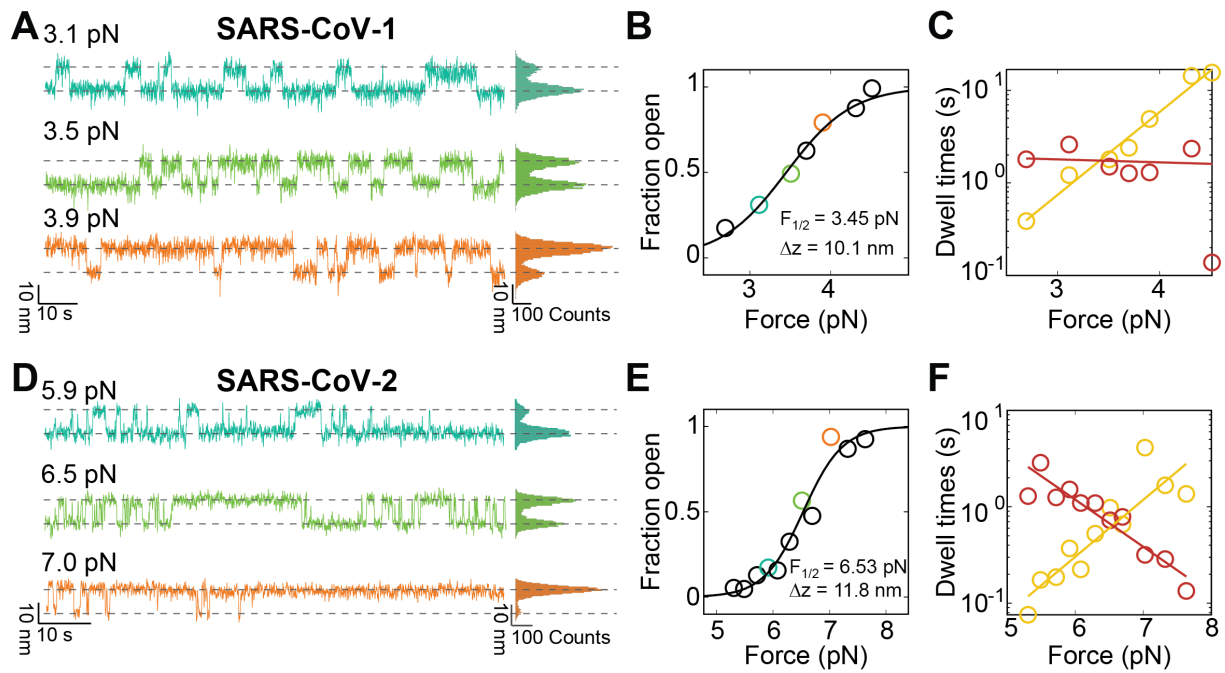 A
SARS-CoV-1
3.1 pN
3.5 pN
3.9 pN
10 nm
10 s
10 nm
100 Counts
B
Fraction open
1
0.5
0
F1/2 = 3.45 pN
Δz = 10.1 nm
3
4
Force (pN)
C
Dwell times (s)
10^1
10^0
10^-1
3
4
Force (pN)
D
SARS-CoV-2
5.9 pN
6.5 pN
7.0 pN
10 nm
10 s
10 nm
100 Counts
E
Fraction open
1
0.5
0
F1/2 = 6.53 pN
Δz = 11.8 nm
5
6
7
8
Force (pN)
F
Dwell times (s)
10^1
10^0
10^-1
5
6
7
8
Force (pN)